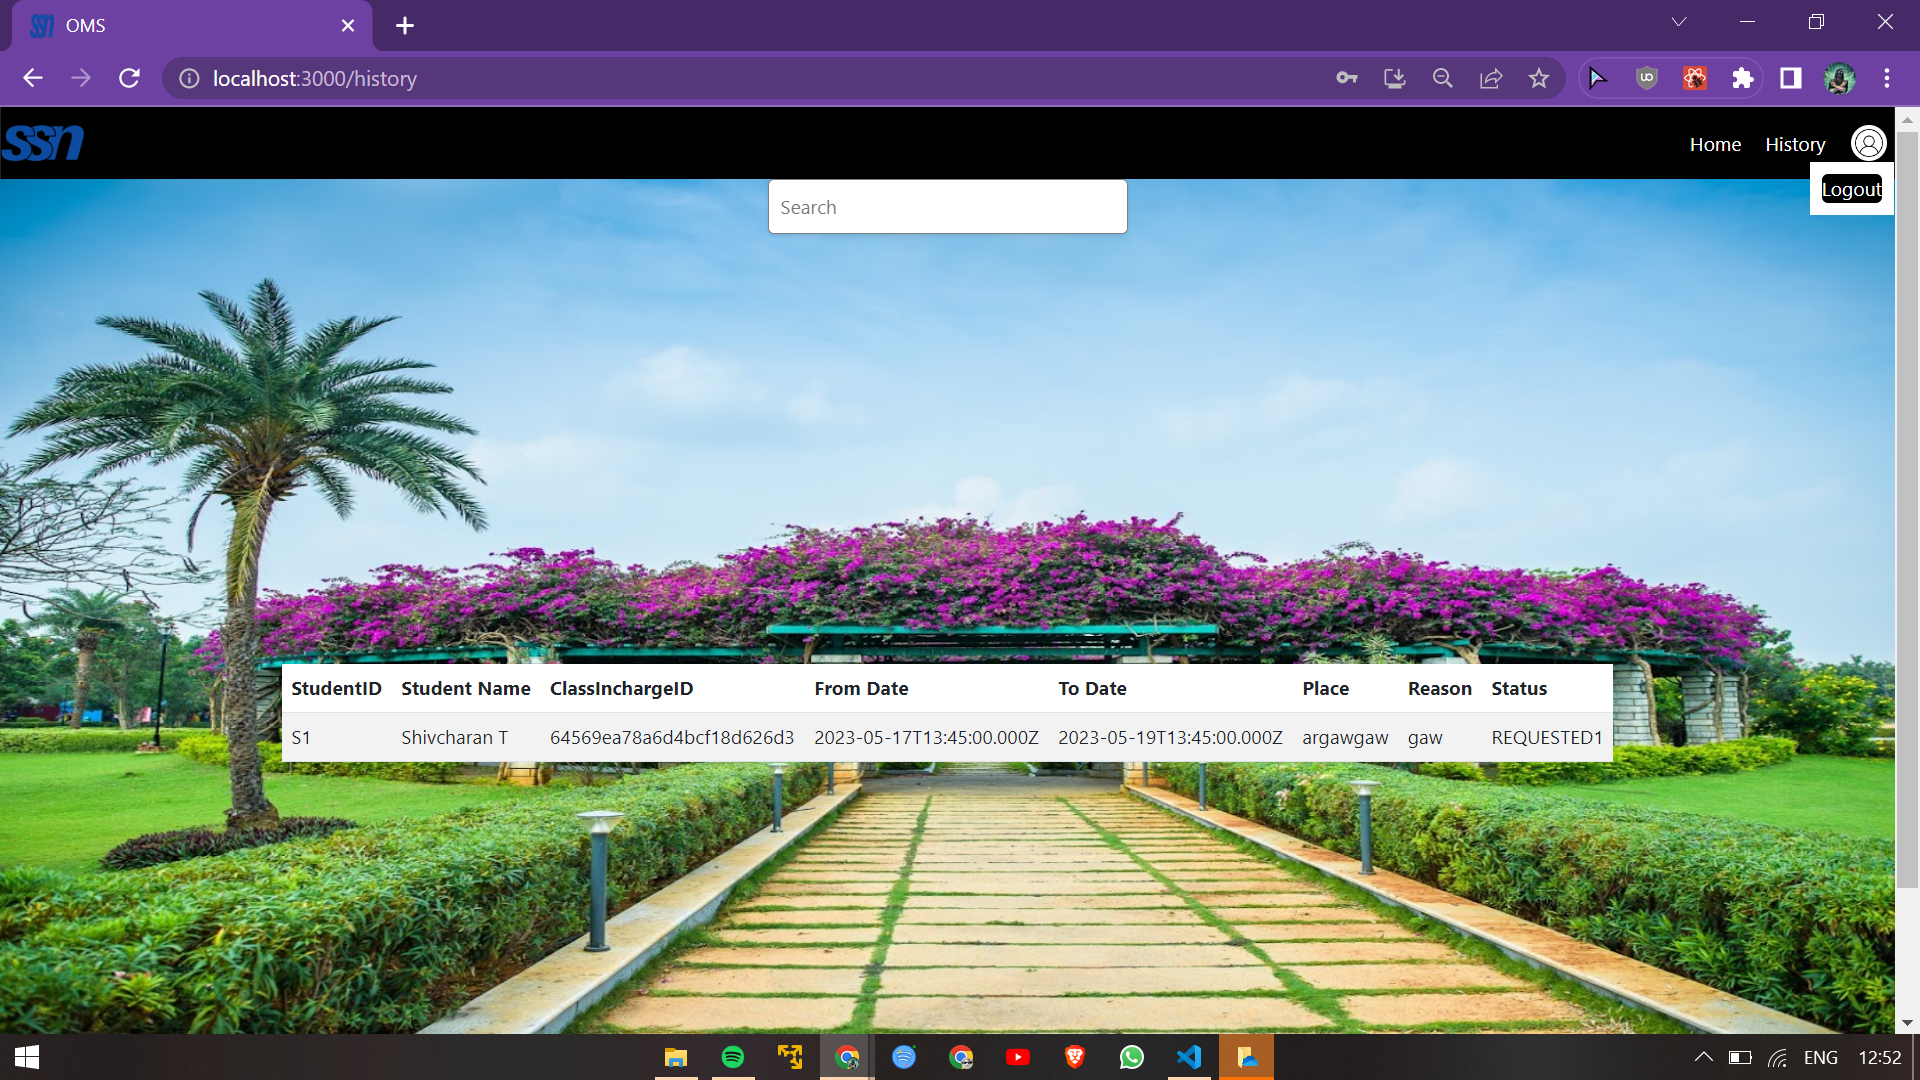 OMS
localhost:3000/history
ssn
Home History
Logout
Search
StudentID Student Name ClassInchargeID From Date To Date Place Reason Status
S1 Shivcharan T 64569ea78a6d4bcf18d626d3 2023-05-17T13:45:00.000Z 2023-05-19T13:45:00.000Z argawgaw gaw REQUESTED1
ENG 12:52